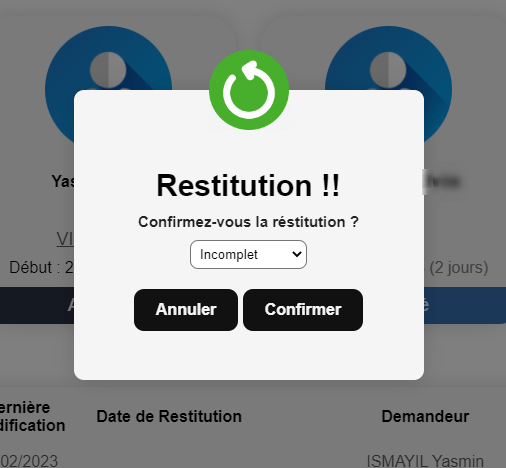 Restitution !!
Confirmez-vous la réstitution ?
Incomplet
Annuler
Confirmer
Yas
VI
Début : 2
(2 jours)
A
é
ernière
dification
Date de Restitution
Demandeur
02/2023
ISMAYIL Yasmin